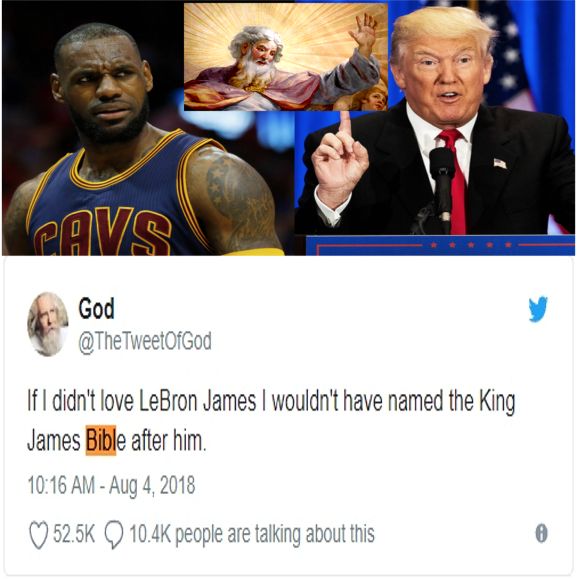 CAVS
God
@TheTweetOfGod
If I didn't love LeBron James I wouldn't have named the King
James Bible after him.
10:16 AM - Aug 4, 2018
52.5K 10.4K people are talking about this